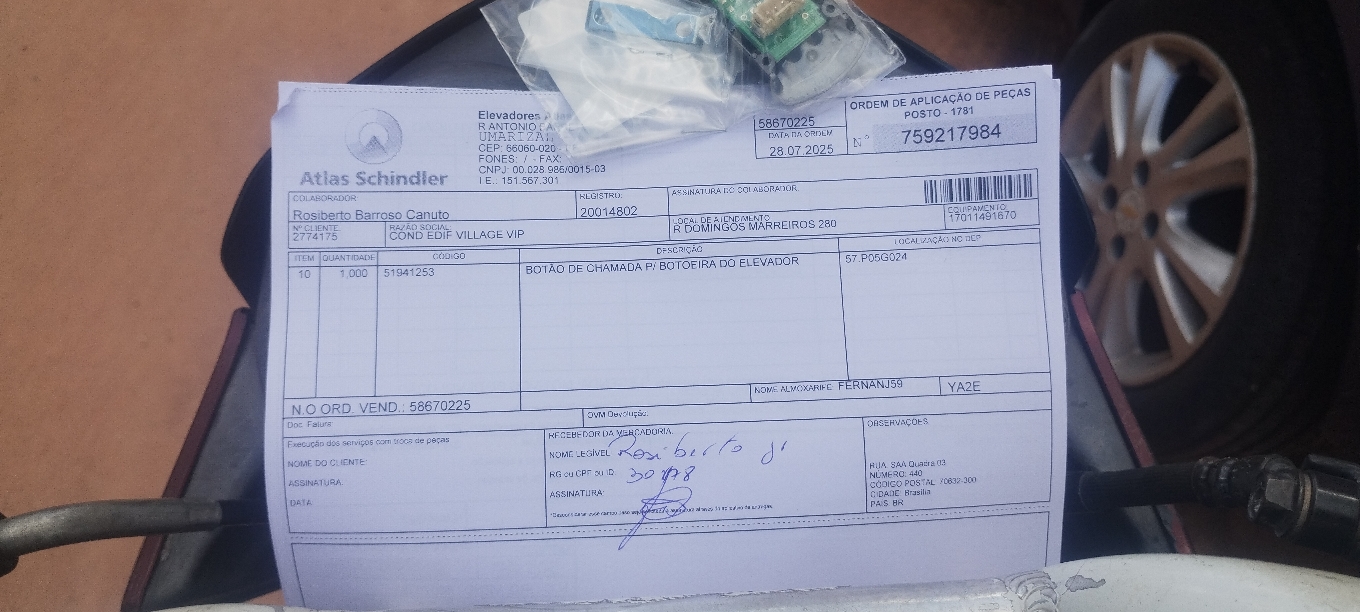 Elevadores
R ANTONIO
UMARIZAL
CEP: 66060-020
FONES: / - FAX:
CNPJ: 00.028.986/0015-03
I.E.: 151.567.301
Atlas Schindler
58670225
DATA DA ORDEM
28.07.2025
ORDEM DE APLICAÇÃO DE PEÇAS
POSTO - 1781
Nº 759217984
COLABORADOR
Rosiberto Barroso Canuto
REGISTRO:
20014802
ASSINATURA DO COLABORADOR
Nº CLIENTE:
2774175
RAZÃO SOCIAL:
COND EDIF VILLAGE VIP
LOCAL DE ATENDIMENTO
R DOMINGOS MARREIROS 280
EQUIPAMENTO:
17011491670
ITEM QUANTIDADE CÓDIGO DESCRIÇÃO LOCALIZAÇÃO NO DEP
10 1,000 51941253 BOTÃO DE CHAMADA P/ BOTOEIRA DO ELEVADOR 57.P05G024
NOME ALMOXARIFE: FERNANJ59 YA2E
N.O ORD. VEND.: 58670225
Doc. Fatura:
OVM Devolução:
Execução dos serviços com troca de peças
NOME DO CLIENTE:
ASSINATURA:
DATA:
RECEBEDOR DA MERCADORIA:
NOME LEGÍVEL: Rosiberto
RG ou CPF ou ID:
ASSINATURA:
OBSERVAÇÕES
RUA: SAA Quadra 03
NÚMERO: 440
CÓDIGO POSTAL: 70632-300
CIDADE: Brasília
PAÍS: BR